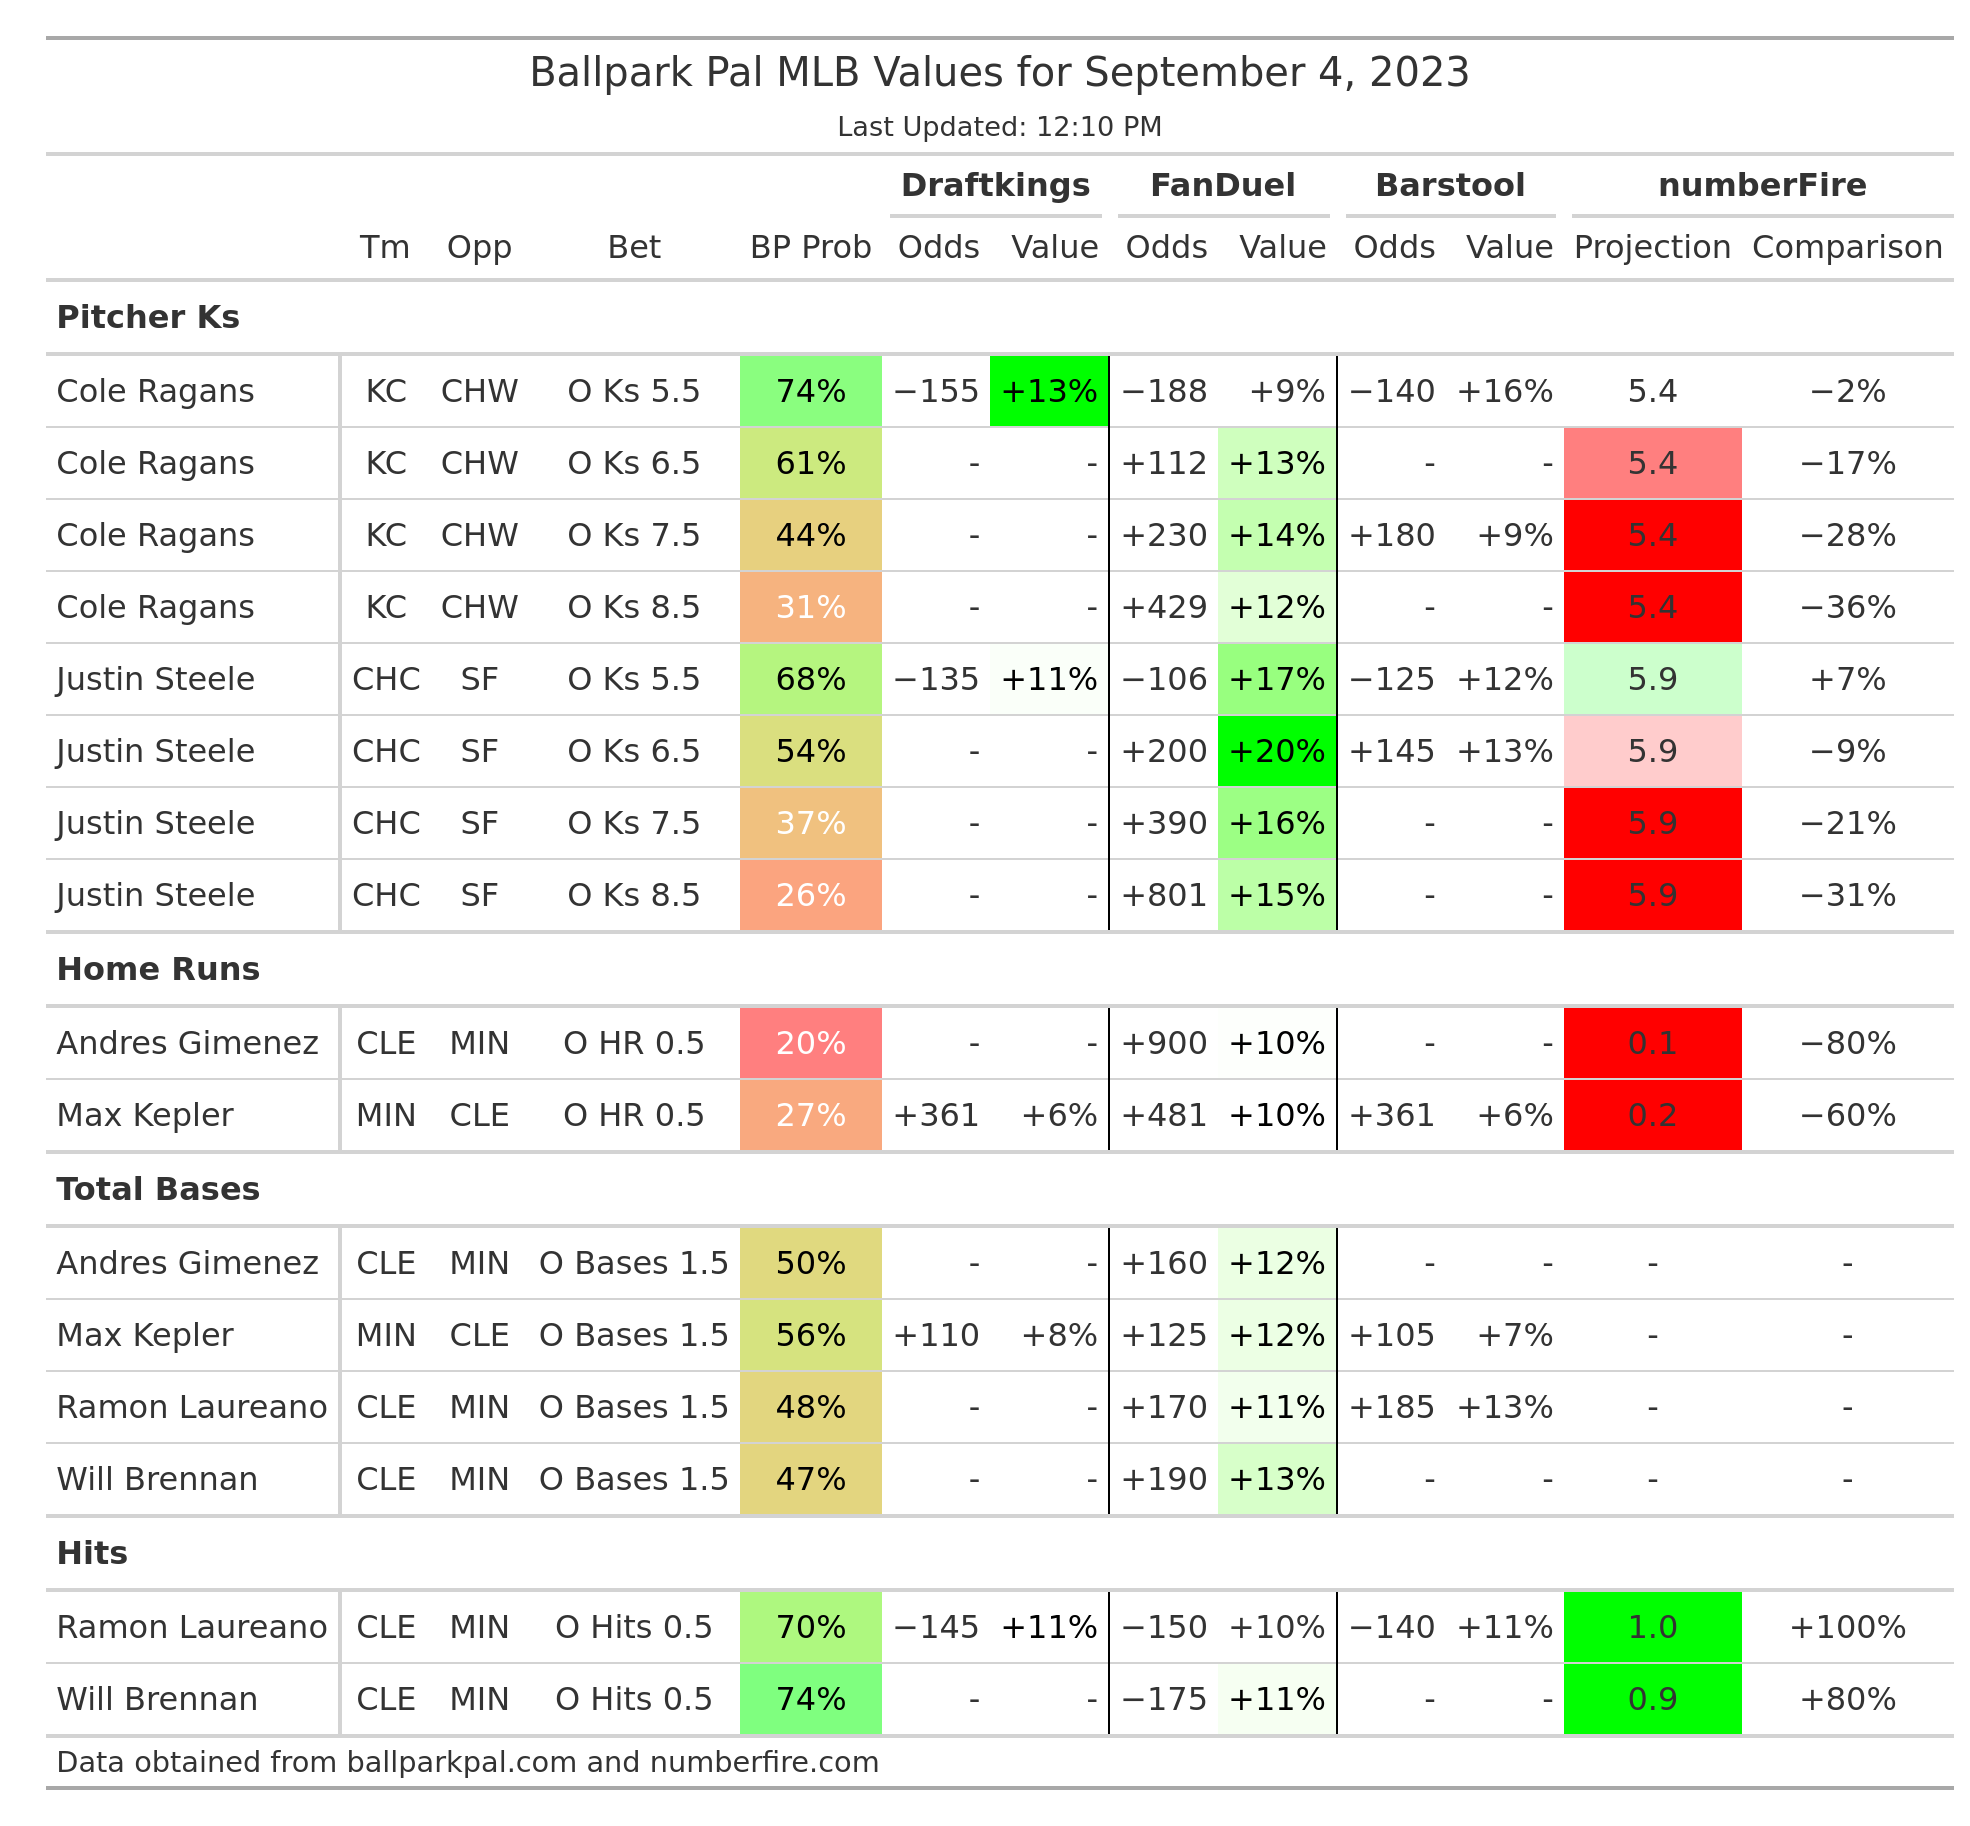 Ballpark Pal MLB Values for September 4, 2023
Last Updated: 12:10 PM
Draftkings FanDuel Barstool numberFire
Tm Opp Bet BP Prob Odds Value Odds Value Odds Value Projection Comparison
Pitcher Ks
Cole Ragans KC CHW O Ks 5.5 74% −155 +13% −188 +9% −140 +16% 5.4 −2%
Cole Ragans KC CHW O Ks 6.5 61% - - +112 +13% - - 5.4 −17%
Cole Ragans KC CHW O Ks 7.5 44% - - +230 +14% +180 +9% 5.4 −28%
Cole Ragans KC CHW O Ks 8.5 31% - - +429 +12% - - 5.4 −36%
Justin Steele CHC SF O Ks 5.5 68% −135 +11% −106 +17% −125 +12% 5.9 +7%
Justin Steele CHC SF O Ks 6.5 54% - - +200 +20% +145 +13% 5.9 −9%
Justin Steele CHC SF O Ks 7.5 37% - - +390 +16% - - 5.9 −21%
Justin Steele CHC SF O Ks 8.5 26% - - +801 +15% - - 5.9 −31%
Home Runs
Andres Gimenez CLE MIN O HR 0.5 20% - - +900 +10% - - 0.1 −80%
Max Kepler MIN CLE O HR 0.5 27% +361 +6% +481 +10% +361 +6% 0.2 −60%
Total Bases
Andres Gimenez CLE MIN O Bases 1.5 50% - - +160 +12% - - - -
Max Kepler MIN CLE O Bases 1.5 56% +110 +8% +125 +12% +105 +7% - -
Ramon Laureano CLE MIN O Bases 1.5 48% - - +170 +11% +185 +13% - -
Will Brennan CLE MIN O Bases 1.5 47% - - +190 +13% - - - -
Hits
Ramon Laureano CLE MIN O Hits 0.5 70% −145 +11% −150 +10% −140 +11% 1.0 +100%
Will Brennan CLE MIN O Hits 0.5 74% - - −175 +11% - - 0.9 +80%
Data obtained from ballparkpal.com and numberfire.com